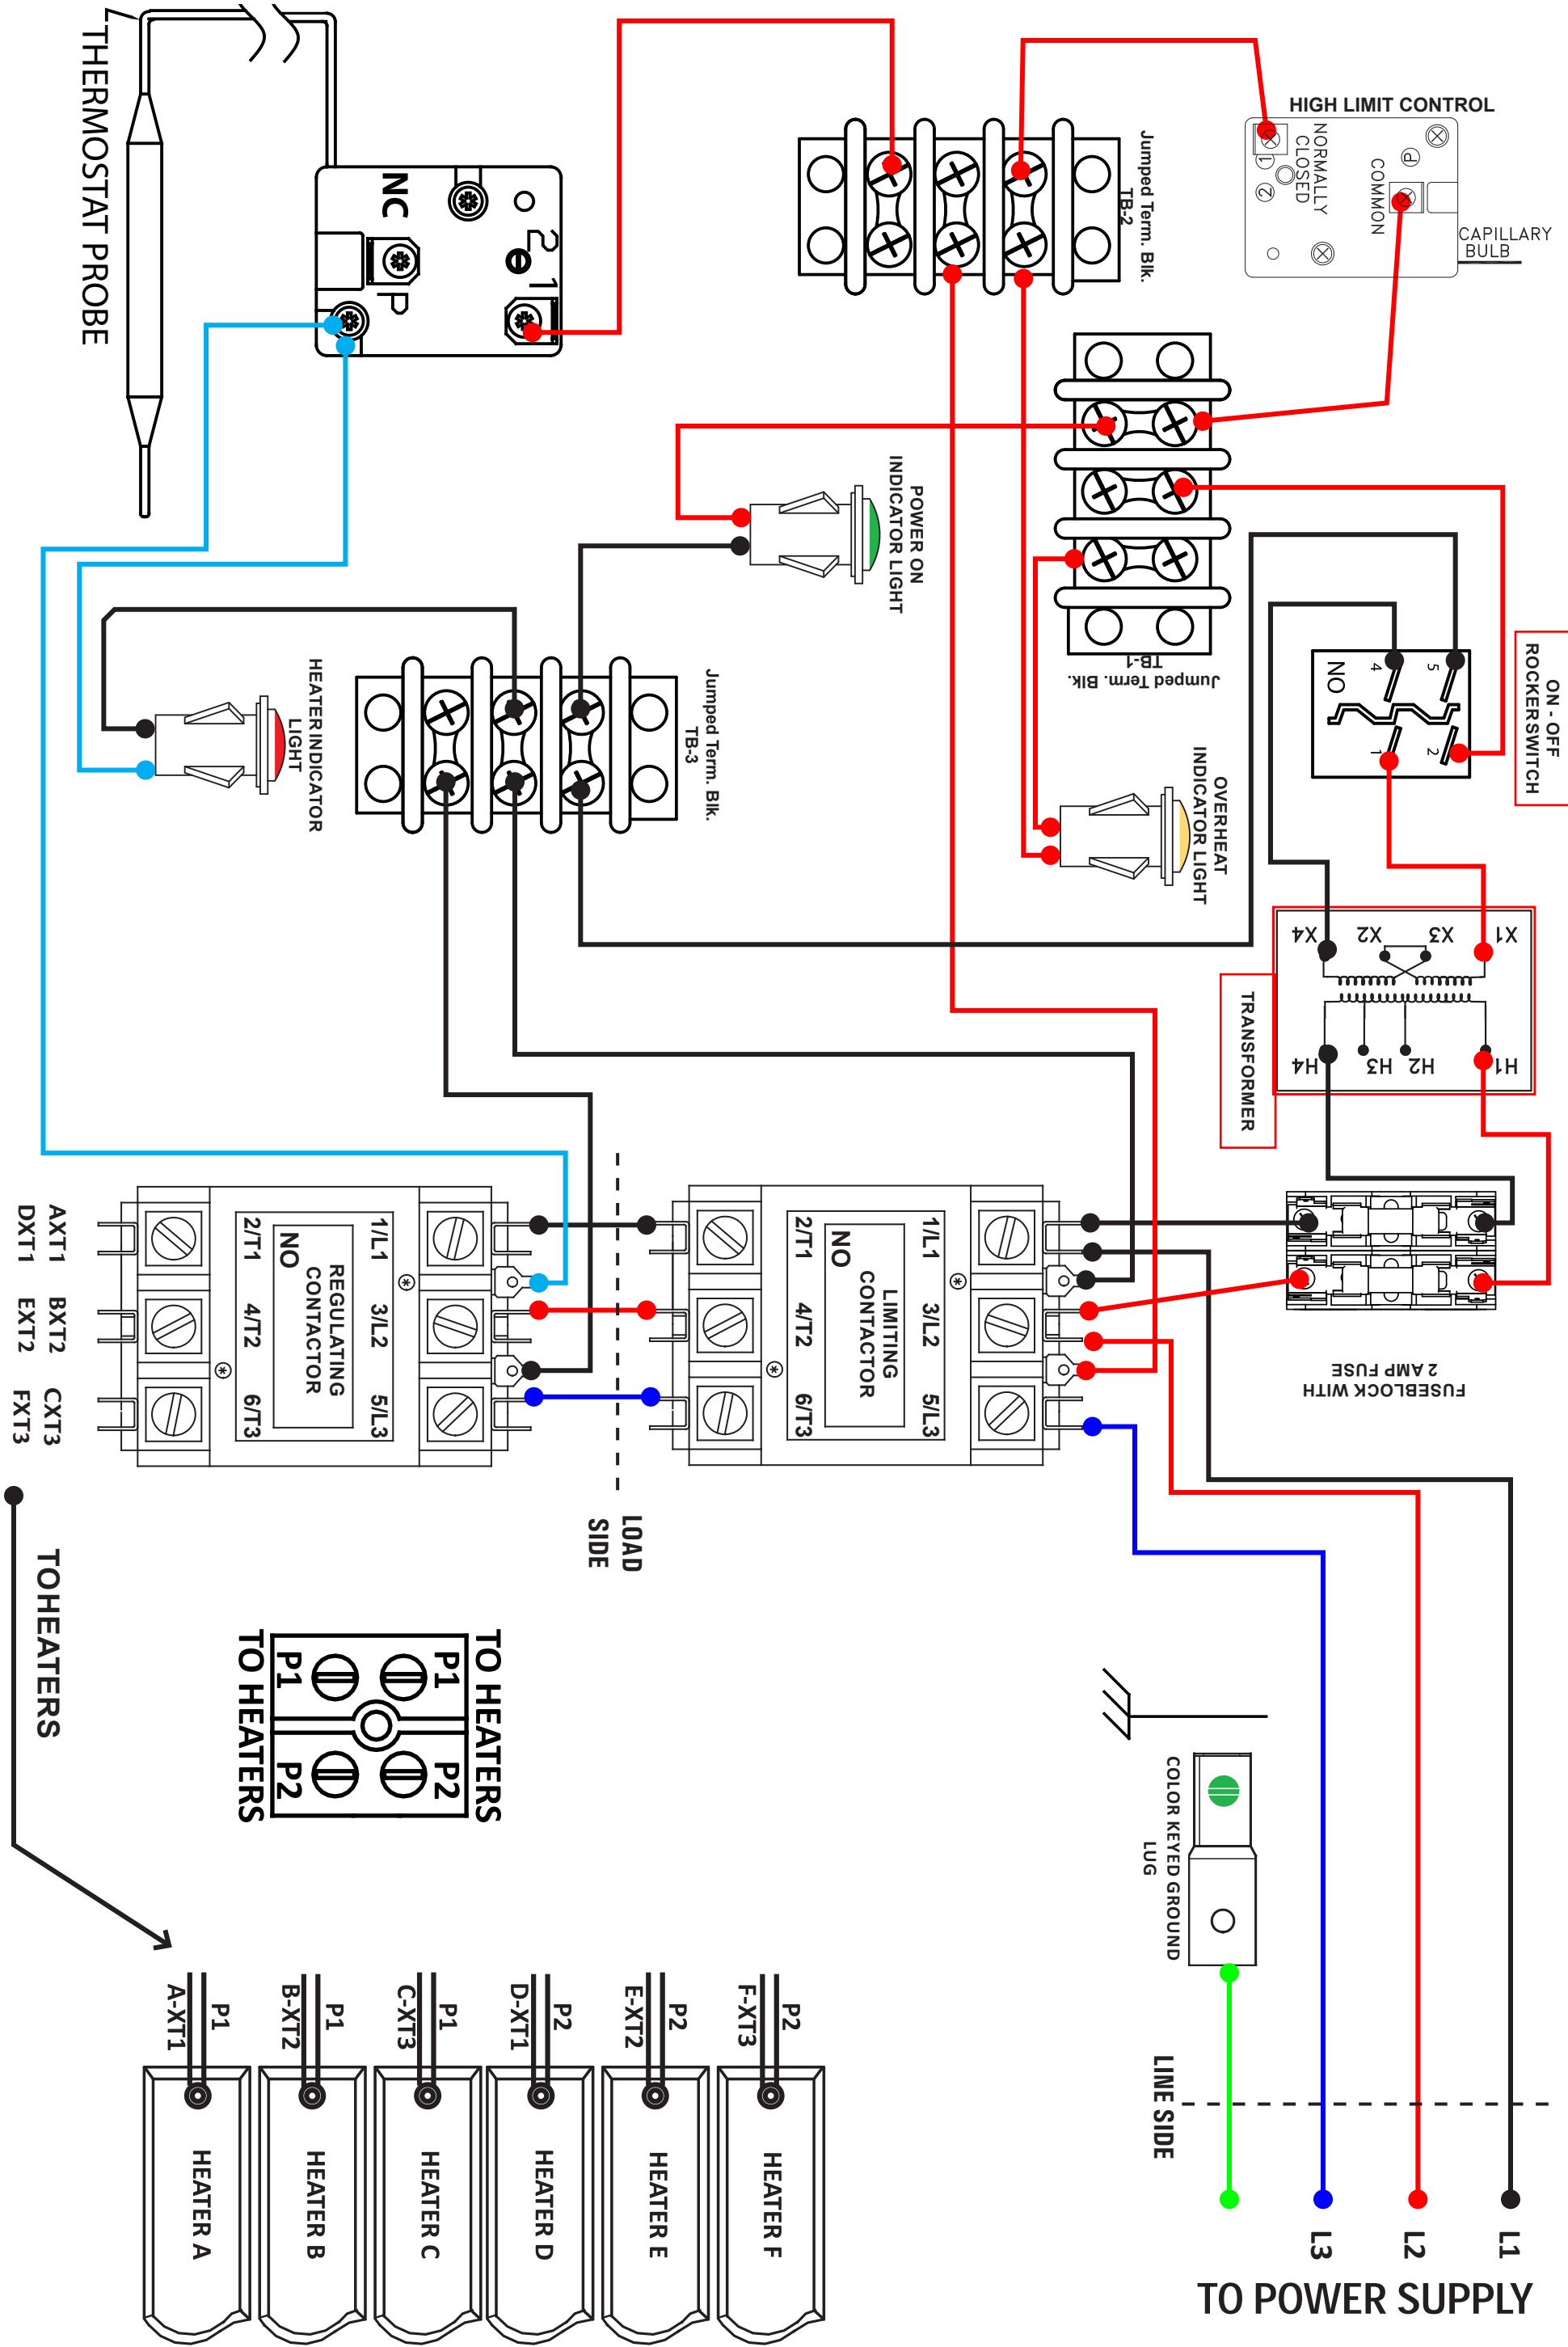 THERMOSTAT PROBE
NC
2
1
P
Jumped Term. Blk.
TB-2
HIGH LIMIT CONTROL
NORMALLY
CLOSED
1
2
P
COMMON
CAPILLARY
BULB
POWER ON
INDICATOR LIGHT
Jumped Term. Blk.
TB-1
ON - OFF
ROCKERSWITCH
NO
4
5
1
2
HEATERINDICATOR
LIGHT
Jumped Term. Blk.
TB-3
OVERHEAT
INDICATOR LIGHT
X4
X2
X3
X1
H4
H3
H2
H1
TRANSFORMER
FUSEBLOCK WITH
2 AMP FUSE
AXT1 BXT2 CXT3
DXT1 EXT2 FXT3
2/T1 4/T2 6/T3
NO
REGULATING
CONTACTOR
1/L1 3/L2 5/L3
2/T1 4/T2 6/T3
NO
LIMITING
CONTACTOR
1/L1 3/L2 5/L3
LOAD
SIDE
TOHEATERS
TO HEATERS
P1 P2
P1 P2
TO HEATERS
COLOR KEYED GROUND
LUG
LINE SIDE
P1
A-XT1
P1
B-XT2
P1
C-XT3
P2
D-XT1
P2
E-XT2
P2
F-XT3
HEATER A
HEATER B
HEATER C
HEATER D
HEATER E
HEATER F
L3
L2
L1
TO POWER SUPPLY